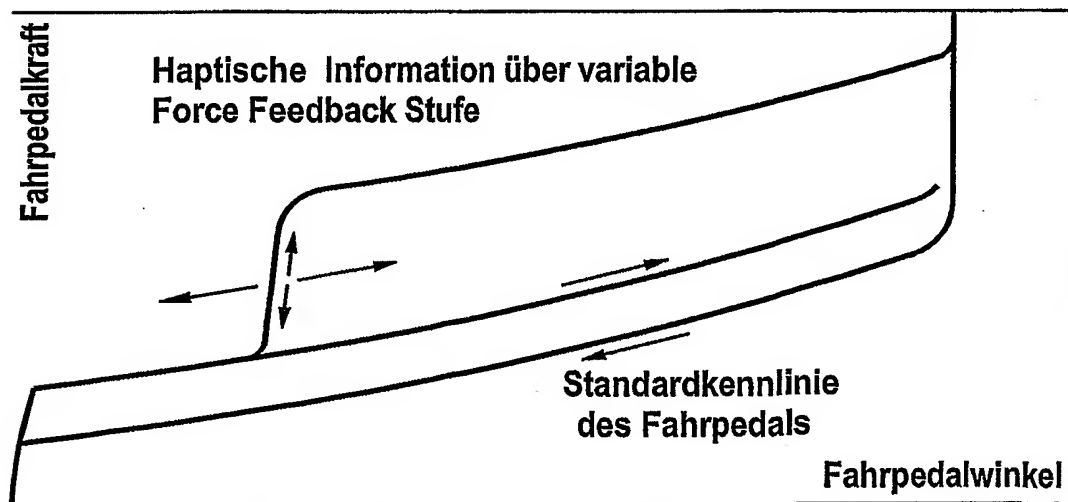 Fahrpedalkraft
Haptische Information über variable
Force Feedback Stufe
Standardkennlinie
des Fahrpedals
Fahrpedalwinkel